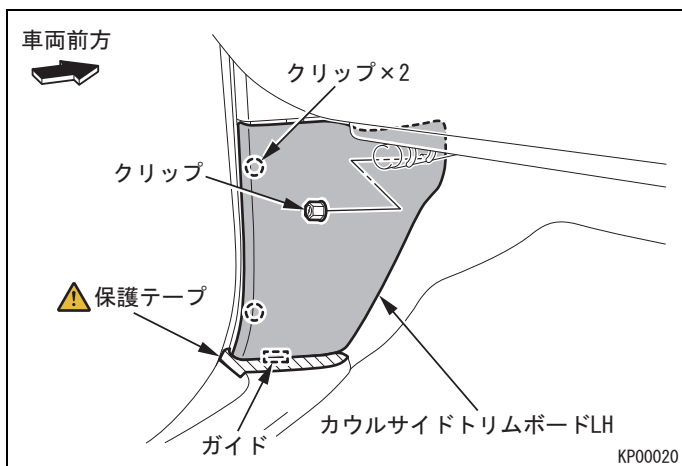 車両前方
クリップ×2
クリップ
保護テープ
ガイド
カウルサイドトリムボードLH
KP00020